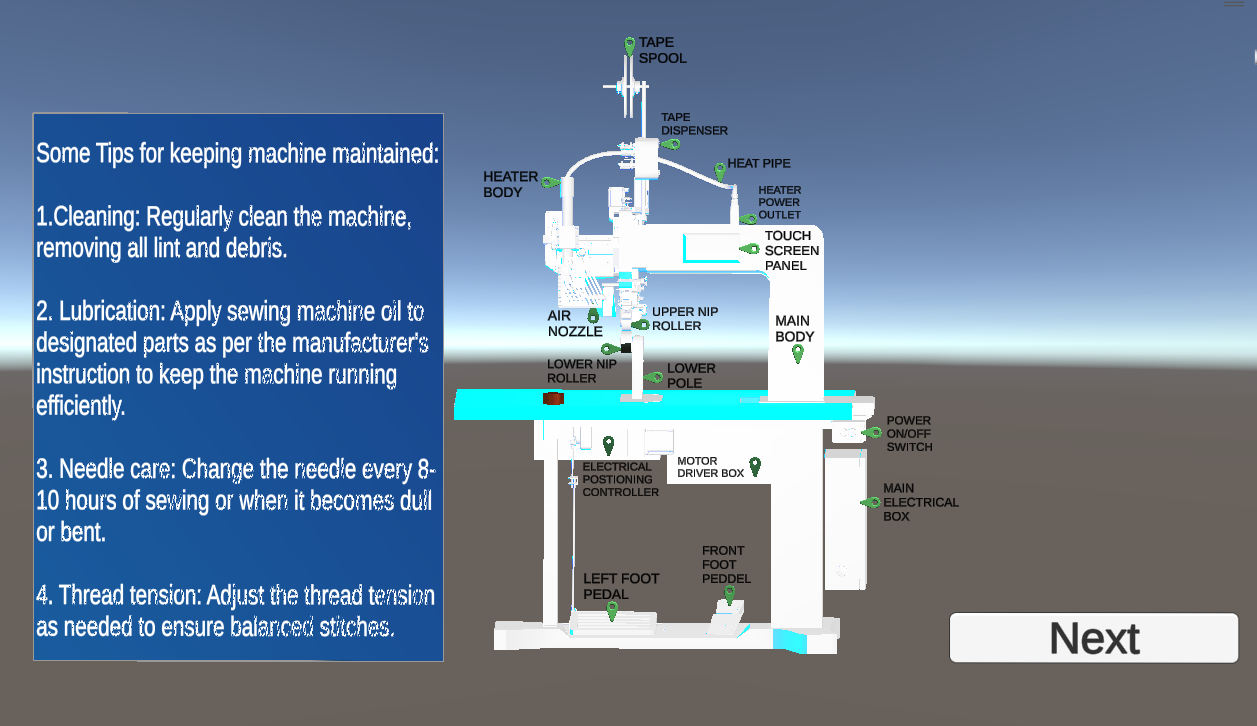 Some Tips for keeping machine maintained:
1.Cleaning: Regularly clean the machine,
removing all lint and debris.
2. Lubrication: Apply sewing machine oil to
designated parts as per the manufacturer's
instruction to keep the machine running
efficiently.
3. Needle care: Change the needle every 8-
10 hours of sewing or when it becomes dull
or bent.
4. Thread tension: Adjust the thread tension
as needed to ensure balanced stitches.
TAPE
SPOOL
TAPE
DISPENSER
HEAT PIPE
HEATER
BODY
HEATER
POWER
OUTLET
TOUCH
SCREEN
PANEL
AIR
NOZZLE
UPPER NIP
ROLLER
MAIN
BODY
LOWER NIP
ROLLER
LOWER
POLE
POWER
ON/OFF
SWITCH
ELECTRICAL
POSTIONING
CONTROLLER
MOTOR
DRIVER BOX
MAIN
ELECTRICAL
BOX
LEFT FOOT
PEDAL
FRONT
FOOT
PEDDEL
Next